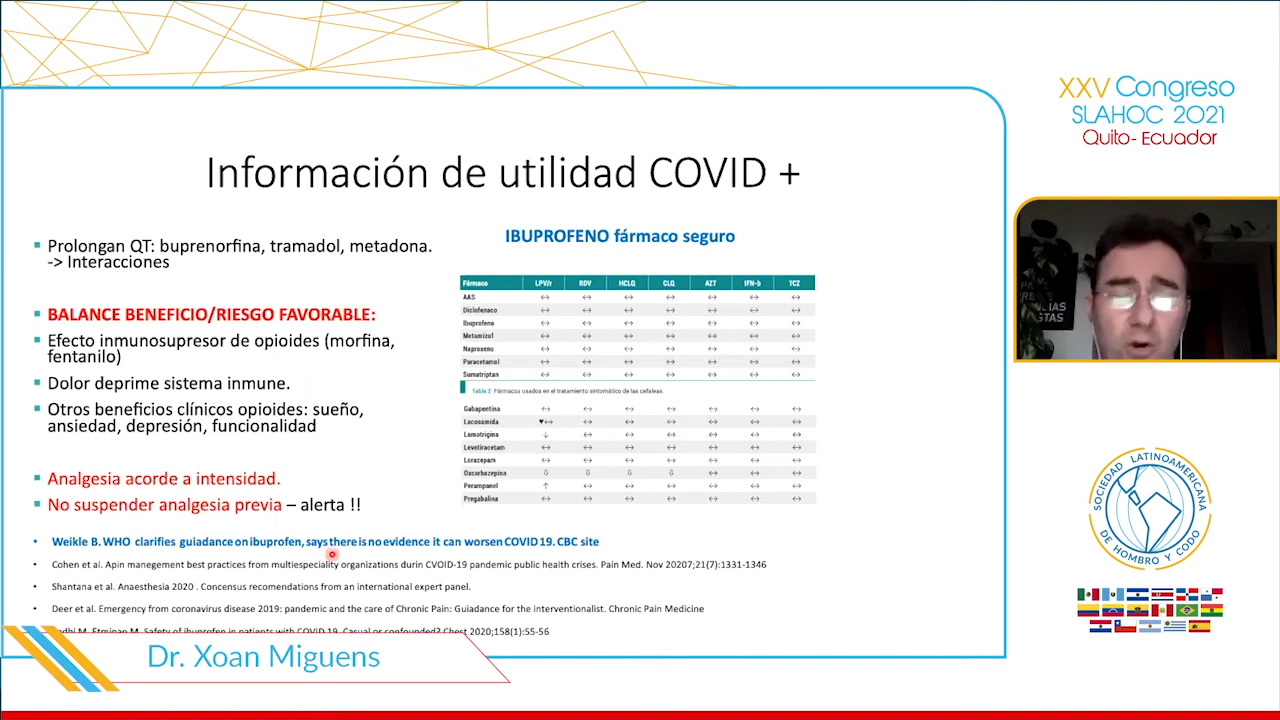 XXV Congreso
SLAHOC 2021
Quito- Ecuador
Información de utilidad COVID +
Prolongan QT: buprenorfina, tramadol, metadona.
-> Interacciones
BALANCE BENEFICIO/RIESGO FAVORABLE:
Efecto inmunosupresor de opioides (morfina,
fentanilo)
Dolor deprime sistema inmune.
Otros beneficios clínicos opioides: sueño,
ansiedad, depresión, funcionalidad
Analgesia acorde a intensidad.
No suspender analgesia previa – alerta !!
IBUPROFENO fármaco seguro
Fármaco LPV/r RDV HCLQ CLQ AZT IFN-b TCZ
AAS ↔ ↔ ↔ ↔ ↔ ↔ ↔
Diclofenaco ↔ ↔ ↔ ↔ ↔ ↔ ↔
Ibuprofeno ↔ ↔ ↔ ↔ ↔ ↔ ↔
Metamizol ↔ ↔ ↔ ↔ ↔ ↔ ↔
Naproxeno ↔ ↔ ↔ ↔ ↔ ↔ ↔
Paracetamol ↔ ↔ ↔ ↔ ↔ ↔ ↔
Sumatriptan ↔ ↔ ↔ ↔ ↔ ↔ ↔
Table 2. Fármacos usados en el tratamiento sintomático de las cefaleas.
Gabapentina ↔ ↔ ↔ ↔ ↔ ↔ ↔
Lacosamida ♥↔ ↔ ↔ ↔ ↔ ↔ ↔
Lamotrigina ↓ ↔ ↔ ↔ ↔ ↔ ↔
Levetiracetam ↔ ↔ ↔ ↔ ↔ ↔ ↔
Lorazepam ↔ ↔ ↔ ↔ ↔ ↔ ↔
Oxcarbazepina ⇩ ⇩ ⇩ ⇩ ↔ ↔ ↔
Perampanel ↑ ↔ ↔ ↔ ↔ ↔ ↔
Pregabalina ↔ ↔ ↔ ↔ ↔ ↔ ↔
Weikle B. WHO clarifies guiadance on ibuprofen, says there is no evidence it can worsen COVID 19. CBC site
Cohen et al. Apin manegement best practices from multiespeciality organizations durin CVOID-19 pandemic public health crises. Pain Med. Nov 20207;21(7):1331-1346
Shantana et al. Anaesthesia 2020 . Concensus recomendations from an international expert panel.
Deer et al. Emergency from coronavirus disease 2019: pandemic and the care of Chronic Pain: Guiadance for the interventionalist. Chronic Pain Medicine
M, Etminan M. Safety of ibuprofen in patients with COVID 19. Casual or confounded? Chest 2020;158(1):55-56
Dr. Xoan Miguens
SOCIEDAD LATINOAMERICANA
DE HOMBRO Y CODO